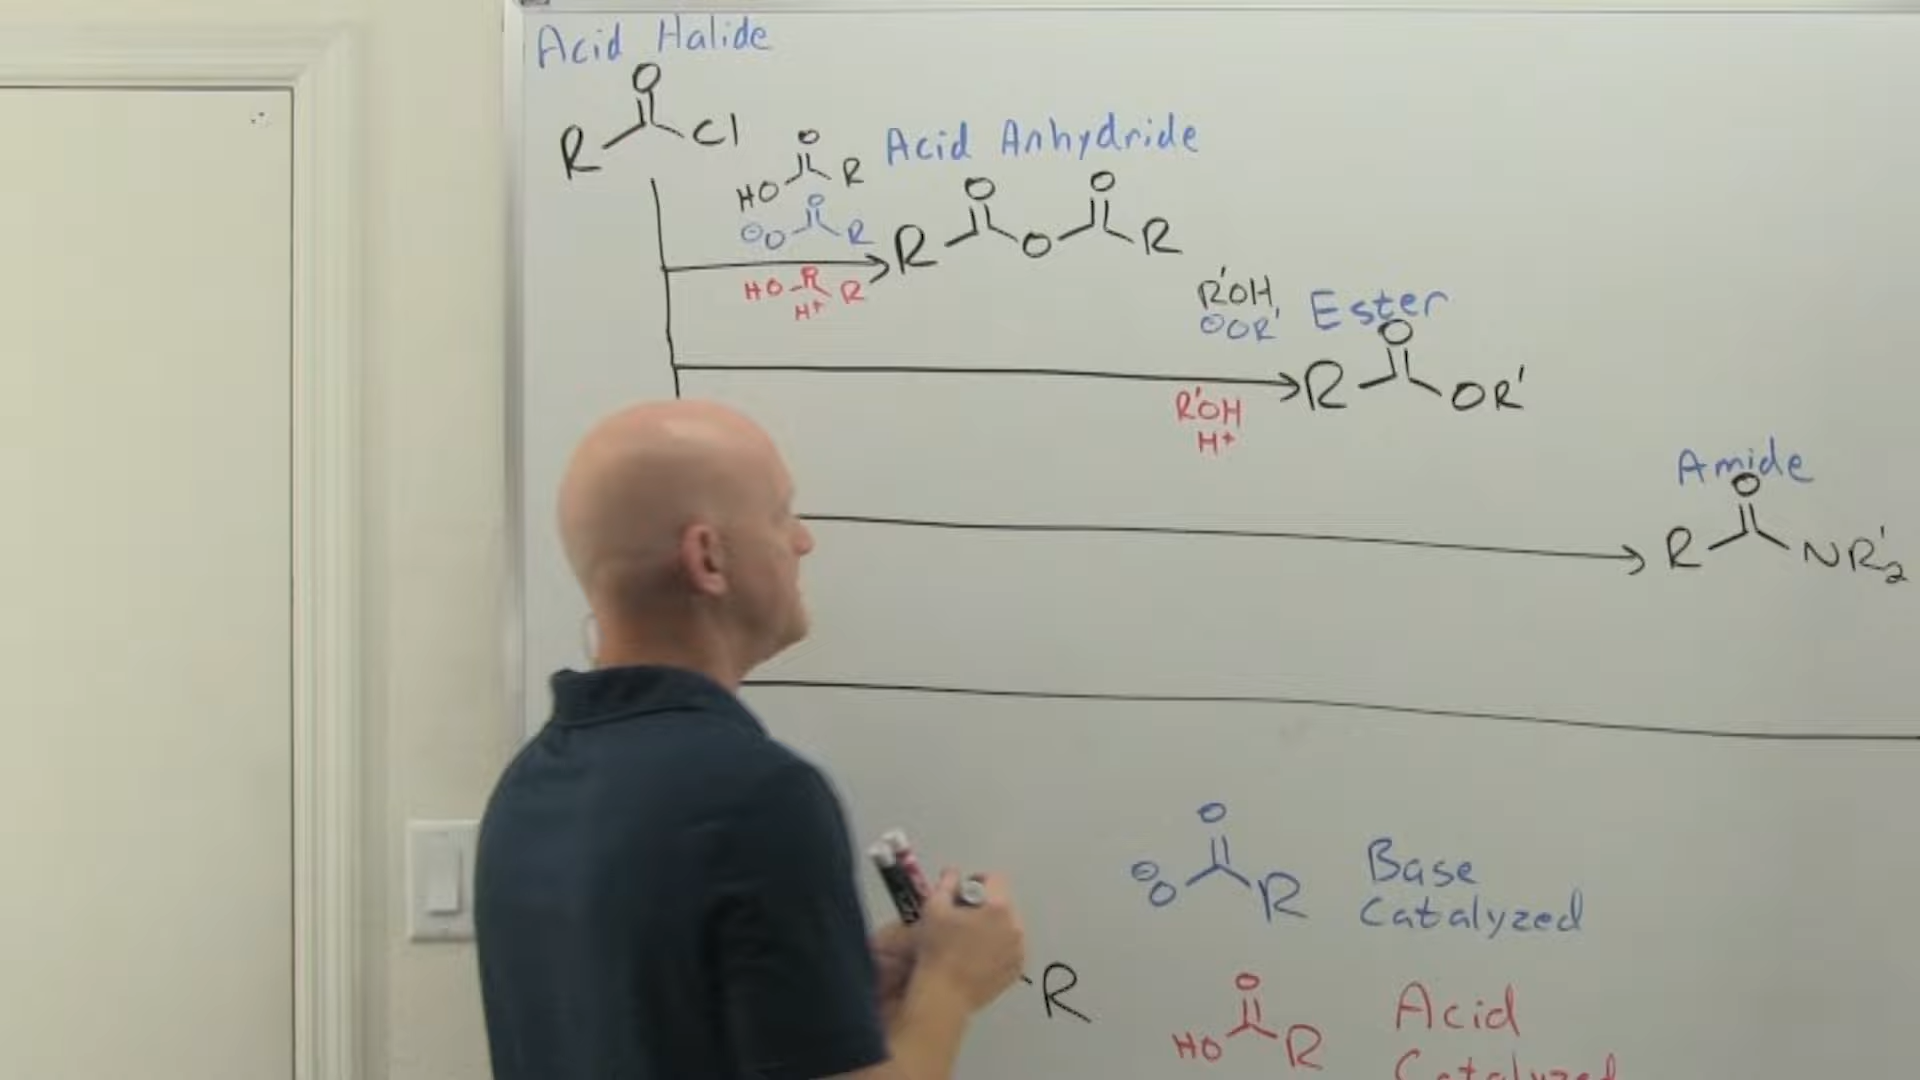 Acid Halide
O
R Cl
O
HO R
Acid Anhydride
⊖O O R
O O
R O R
HO R R
H+
R'OH
⊖OR'
Ester
O
R OR'
R'OH
H+
Amide
O
R NR'2
O
⊖O R
Base
Catalyzed
R
O
HO R
Acid
Catalyzed